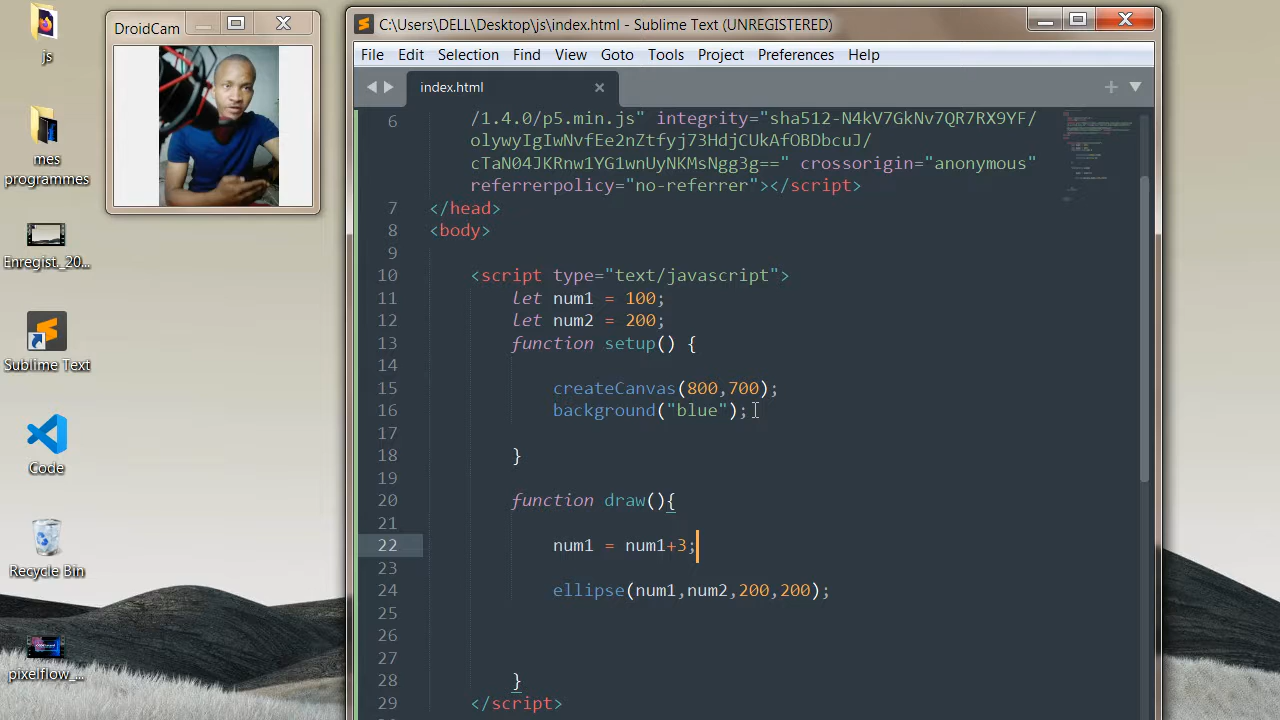 js
mes
programmes
Enregist._20...
Sublime Text
Code
Recycle Bin
pixelflow_...
DroidCam
C:\Users\DELL\Desktop\js\index.html - Sublime Text (UNREGISTERED)
File Edit Selection Find View Goto Tools Project Preferences Help
index.html
6 /1.4.0/p5.min.js" integrity="sha512-N4kV7GkNv7QR7RX9YF/
olywyIgIwNvfEe2nZtfyj73HdjCUkAfOBDbcuJ/
cTaN04JKRnw1YG1wnUyNKMsNgg3g==" crossorigin="anonymous"
referrerpolicy="no-referrer"></script>
7 </head>
8 <body>
9
10 <script type="text/javascript">
11 let num1 = 100;
12 let num2 = 200;
13 function setup() {
14
15 createCanvas(800,700);
16 background("blue");
17
18 }
19
20 function draw(){
21
22 num1 = num1+3;
23
24 ellipse(num1,num2,200,200);
25
26
27
28 }
29 </script>